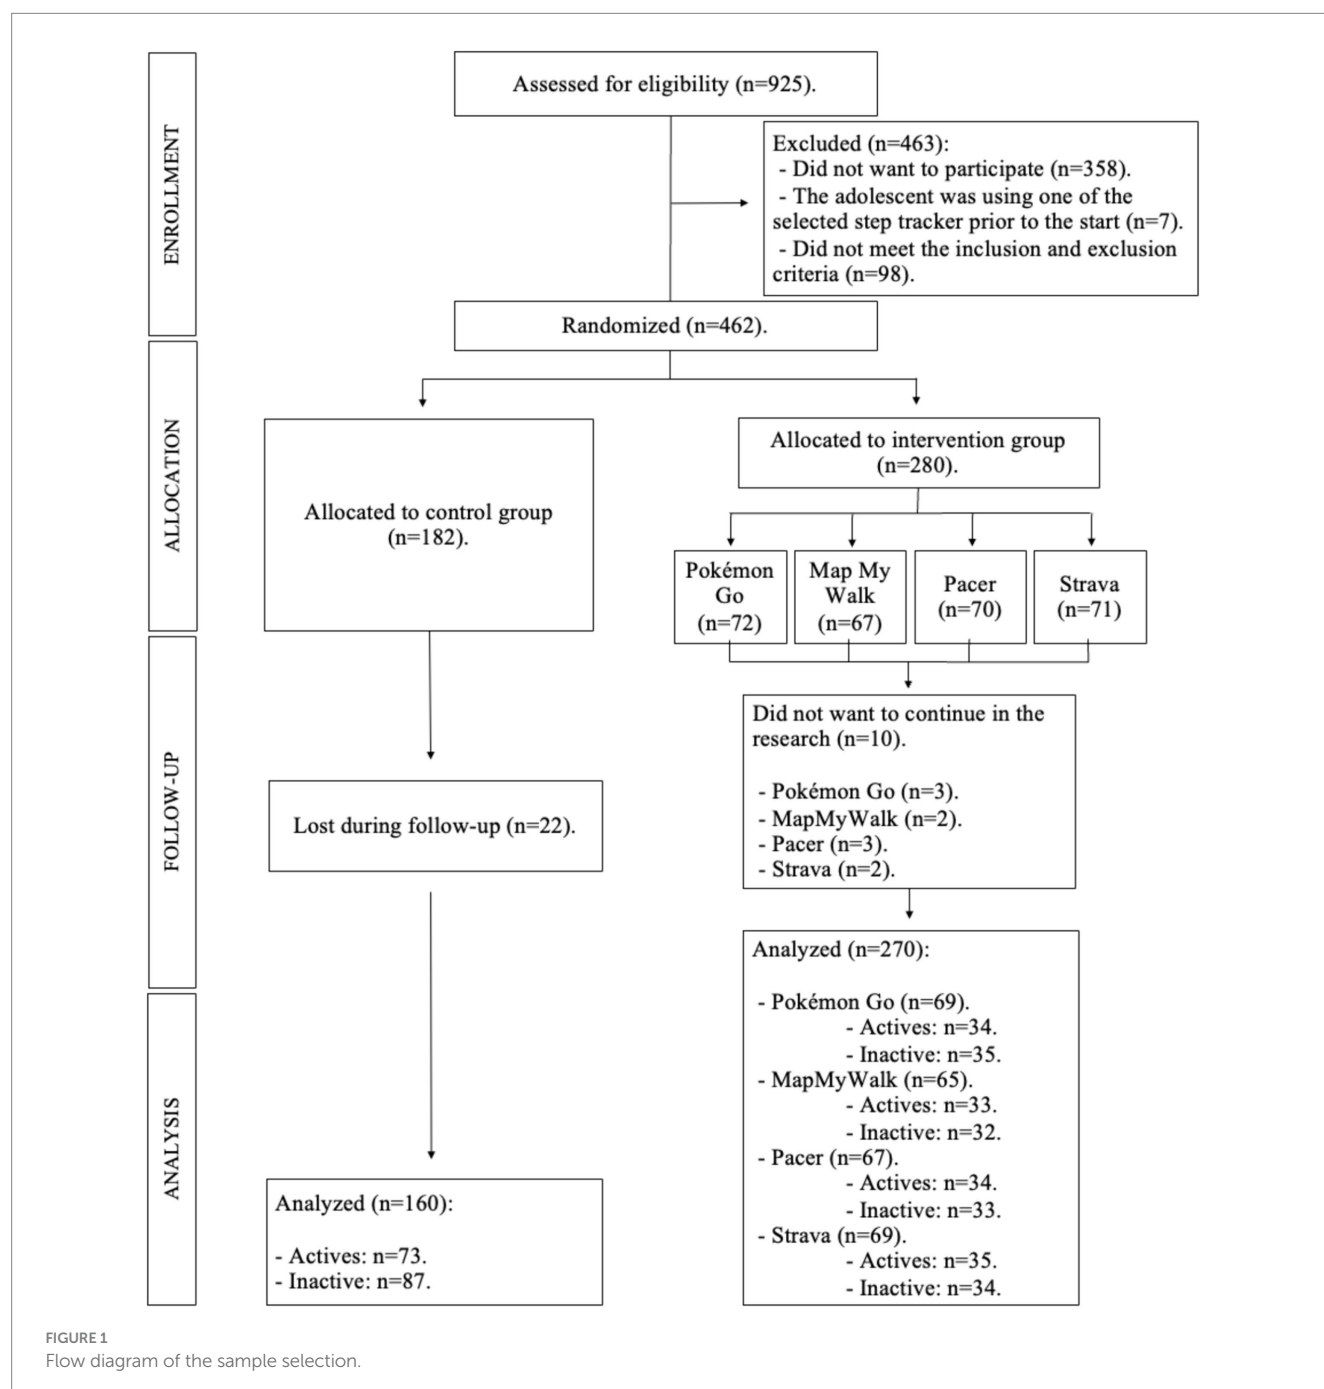 ENROLLMENT
Assessed for eligibility (n=925).
Excluded (n=463):
- Did not want to participate (n=358).
- The adolescent was using one of the
selected step tracker prior to the start (n=7).
- Did not meet the inclusion and exclusion
criteria (n=98).
Randomized (n=462).
ALLOCATION
Allocated to control group
(n=182).
Allocated to intervention group
(n=280).
Pokémon
Go
(n=72)
Map My
Walk
(n=67)
Pacer
(n=70)
Strava
(n=71)
FOLLOW-UP
Lost during follow-up (n=22).
Did not want to continue in the
research (n=10).
- Pokémon Go (n=3).
- MapMyWalk (n=2).
- Pacer (n=3).
- Strava (n=2).
ANALYSIS
Analyzed (n=160):
- Actives: n=73.
- Inactive: n=87.
Analyzed (n=270):
- Pokémon Go (n=69).
- Actives: n=34.
- Inactive: n=35.
- MapMyWalk (n=65).
- Actives: n=33.
- Inactive: n=32.
- Pacer (n=67).
- Actives: n=34.
- Inactive: n=33.
- Strava (n=69).
- Actives: n=35.
- Inactive: n=34.
FIGURE 1
Flow diagram of the sample selection.